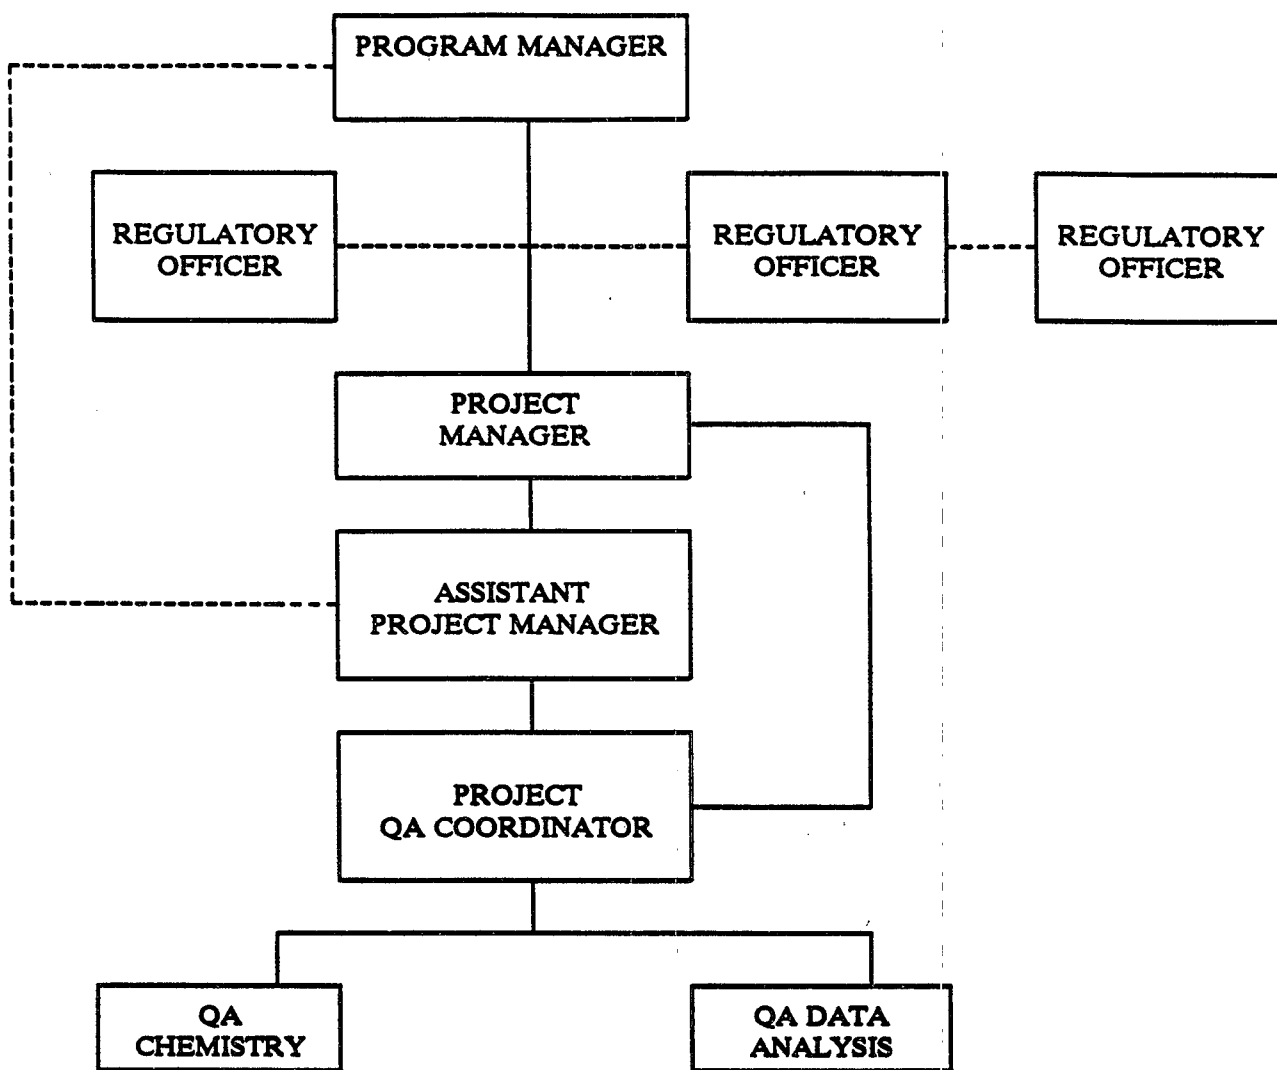 PROGRAM MANAGER
REGULATORY
OFFICER
REGULATORY
OFFICER
REGULATORY
OFFICER
PROJECT
MANAGER
ASSISTANT
PROJECT MANAGER
PROJECT
QA COORDINATOR
QA
CHEMISTRY
QA DATA
ANALYSIS